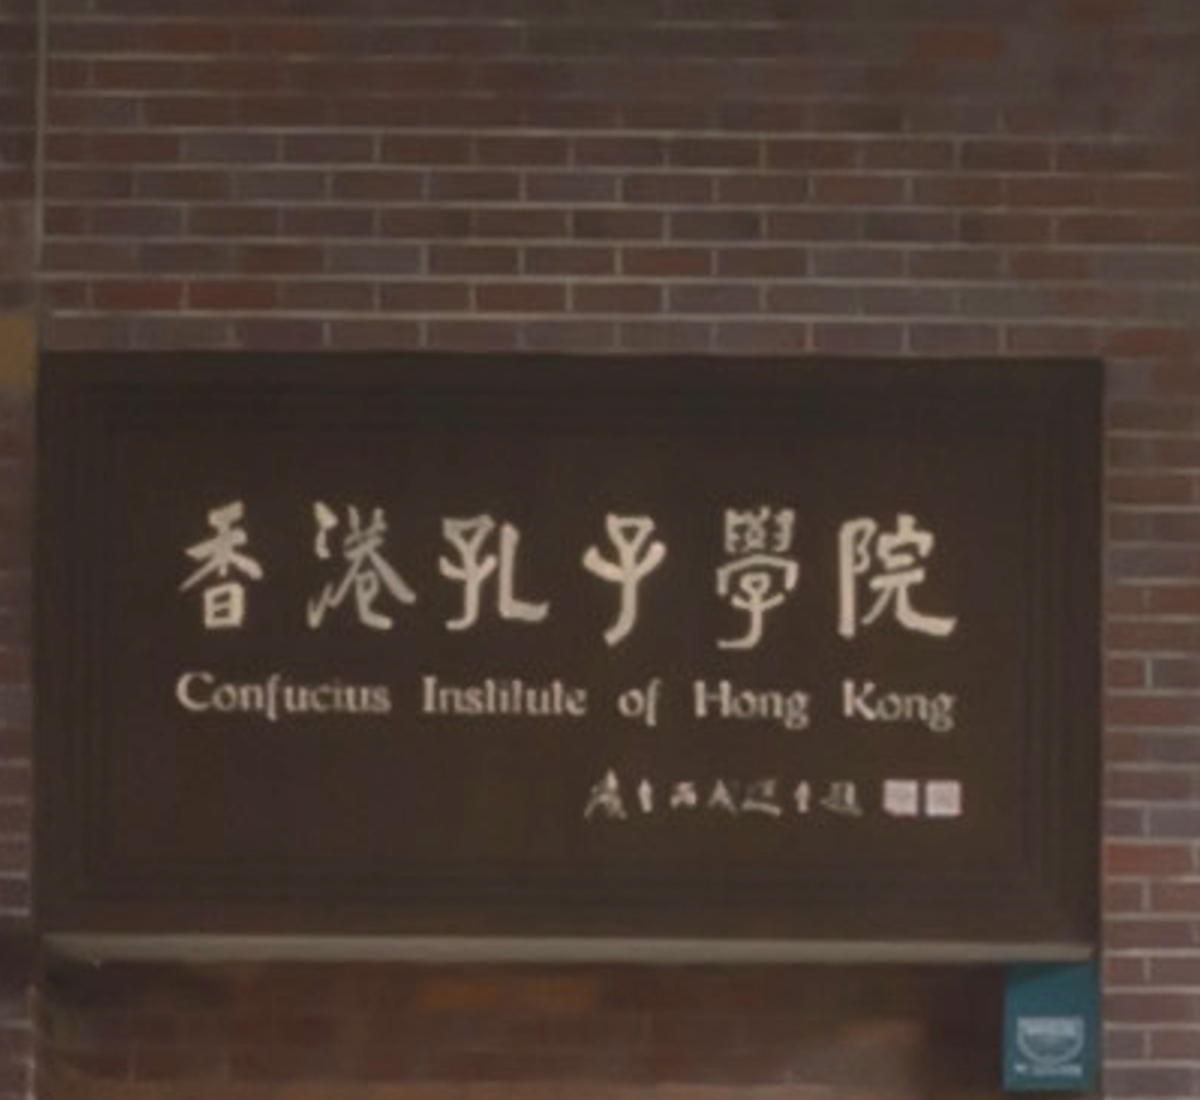 香港孔子學院
Confucius Institute of Hong Kong